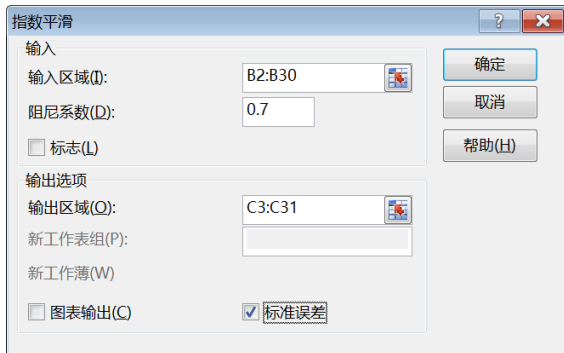 指数平滑
输入
输入区域(I):
B2:B30
阻尼系数(D):
0.7
标志(L)
输出选项
输出区域(O):
C3:C31
新工作表组(P):
新工作薄(W)
图表输出(C)
标准误差
确定
取消
帮助(H)